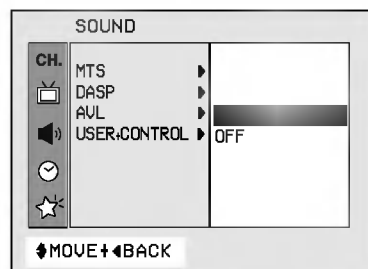 SOUND
CH.
MTS
DASP
AVL
USER+CONTROL OFF
MOVE+ BACK